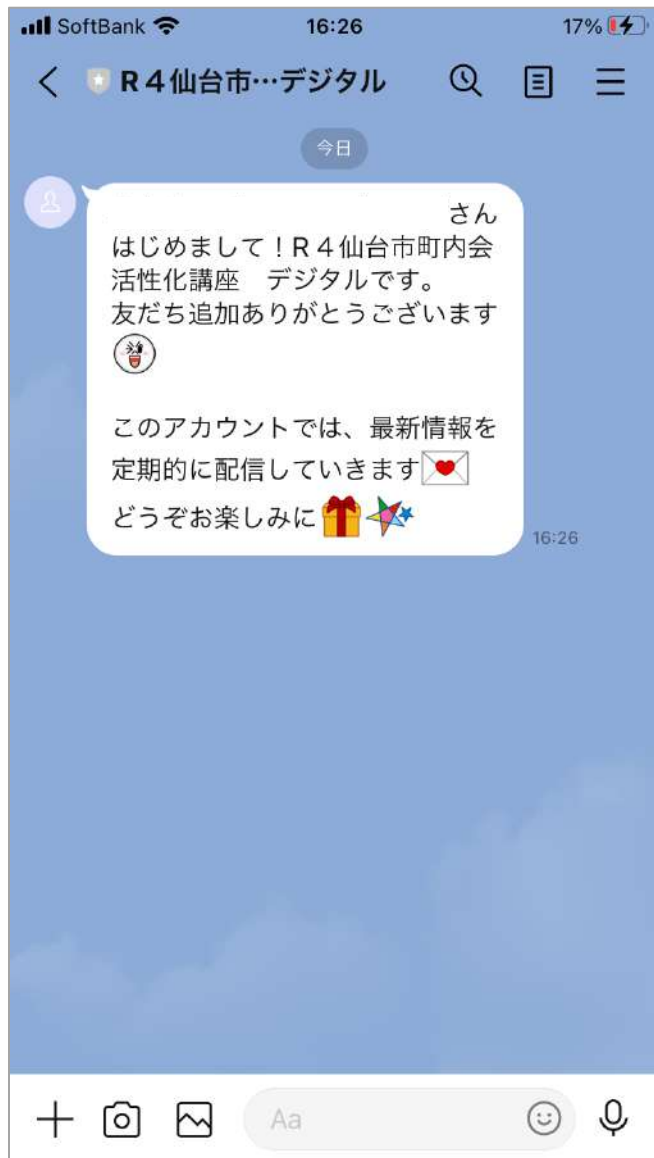 SoftBank 16:26 17%
R４仙台市…デジタル
今日
さん
はじめまして！R４仙台市町内会
活性化講座　デジタルです。
友だち追加ありがとうございます
このアカウントでは、最新情報を
定期的に配信していきます
どうぞお楽しみに
16:26
Aa